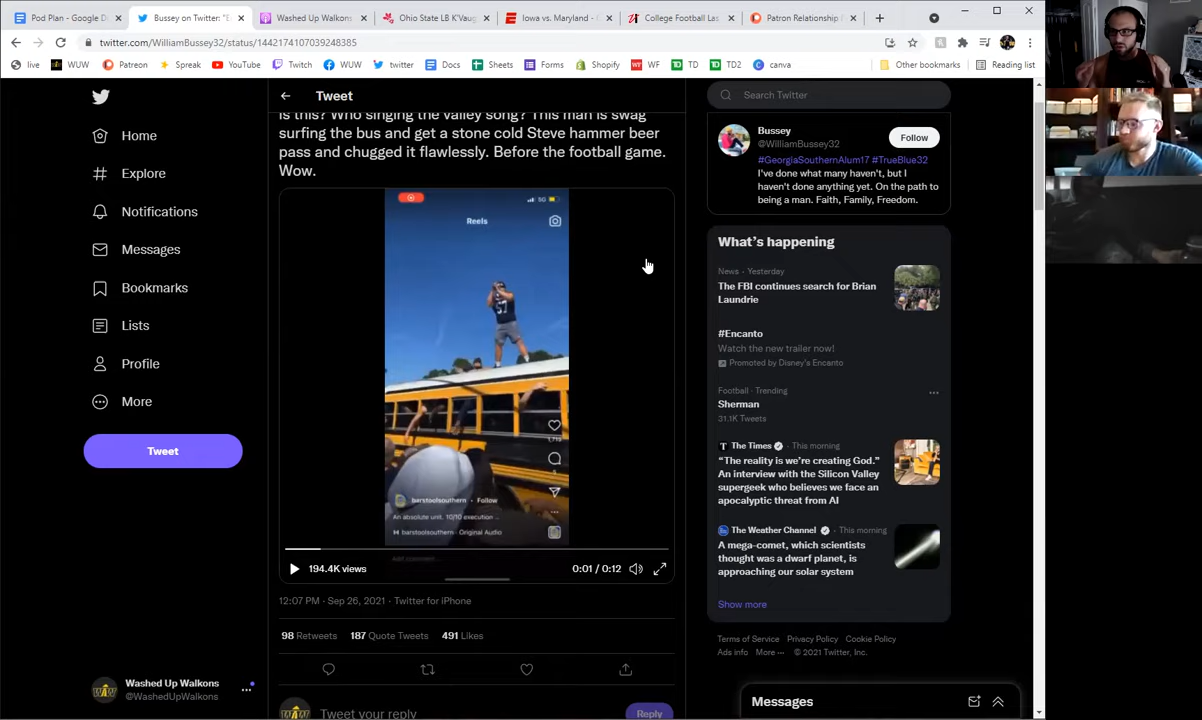 Pod Plan - Google D
Bussey on Twitter: "E
Washed Up Walkons
Ohio State LB K'Vaug
Iowa vs. Maryland -
College Football Las
Patron Relationship
twitter.com/WilliamBussey32/status/1442174107039248385
live
WUW
Patreon
Spreak
YouTube
Twitch
WUW
twitter
Docs
Sheets
Forms
Shopify
WF
TD
TD2
canva
Other bookmarks
Reading list
Home
Explore
Notifications
Messages
Bookmarks
Lists
Profile
More
Tweet
Washed Up Walkons
@WashedUpWalkons
Tweet
is this? Who singing the valley song? This man is swag
surfing the bus and get a stone cold Steve hammer beer
pass and chugged it flawlessly. Before the football game.
Wow.
5G
Reels
57
1,713
barstoolsouthern · Follow
An absolute unit. 10/10 execution ...
barstoolsouthern · Original Audio
Add comment...
194.4K views
0:01 / 0:12
12:07 PM · Sep 26, 2021 · Twitter for iPhone
98 Retweets 187 Quote Tweets 491 Likes
Tweet your reply
Reply
Search Twitter
Bussey
@WilliamBussey32
Follow
#GeorgiaSouthernAlum17 #TrueBlue32
I've done what many haven't, but I
haven't done anything yet. On the path to
being a man. Faith, Family, Freedom.
What's happening
News · Yesterday
The FBI continues search for Brian
Laundrie
#Encanto
Watch the new trailer now!
Promoted by Disney's Encanto
Football · Trending
Sherman
31.1K Tweets
The Times · This morning
"The reality is we're creating God."
An interview with the Silicon Valley
supergeek who believes we face an
apocalyptic threat from AI
The Weather Channel · This morning
A mega-comet, which scientists
thought was a dwarf planet, is
approaching our solar system
Show more
Terms of Service Privacy Policy Cookie Policy
Ads info More ··· © 2021 Twitter, Inc.
Messages